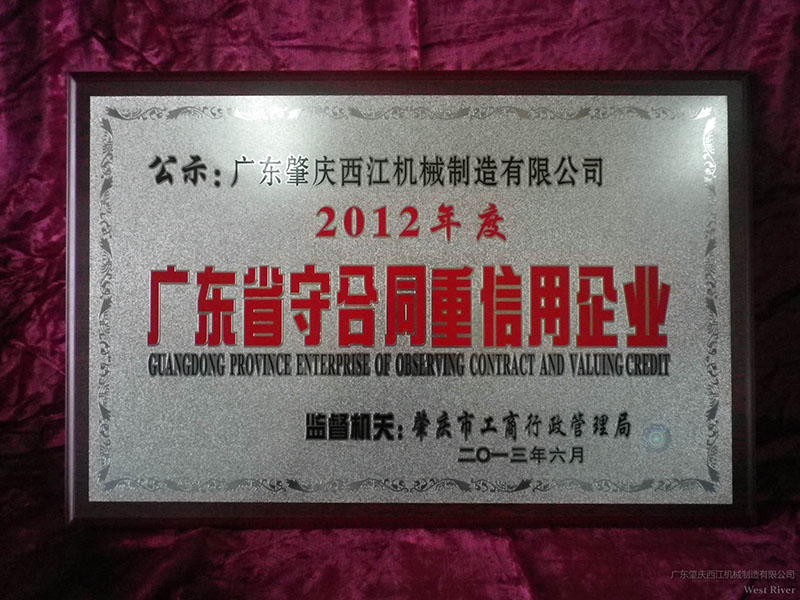 公示：广东肇庆西江机械制造有限公司
2012年度
广东省守合同重信用企业
GUANGDONG PROVINCE ENTERPRISE OF OBSERVING CONTRACT AND VALUING CREDIT
监督机关：肇庆市工商行政管理局
二〇一三年六月
广东肇庆西江机械制造有限公司
West River